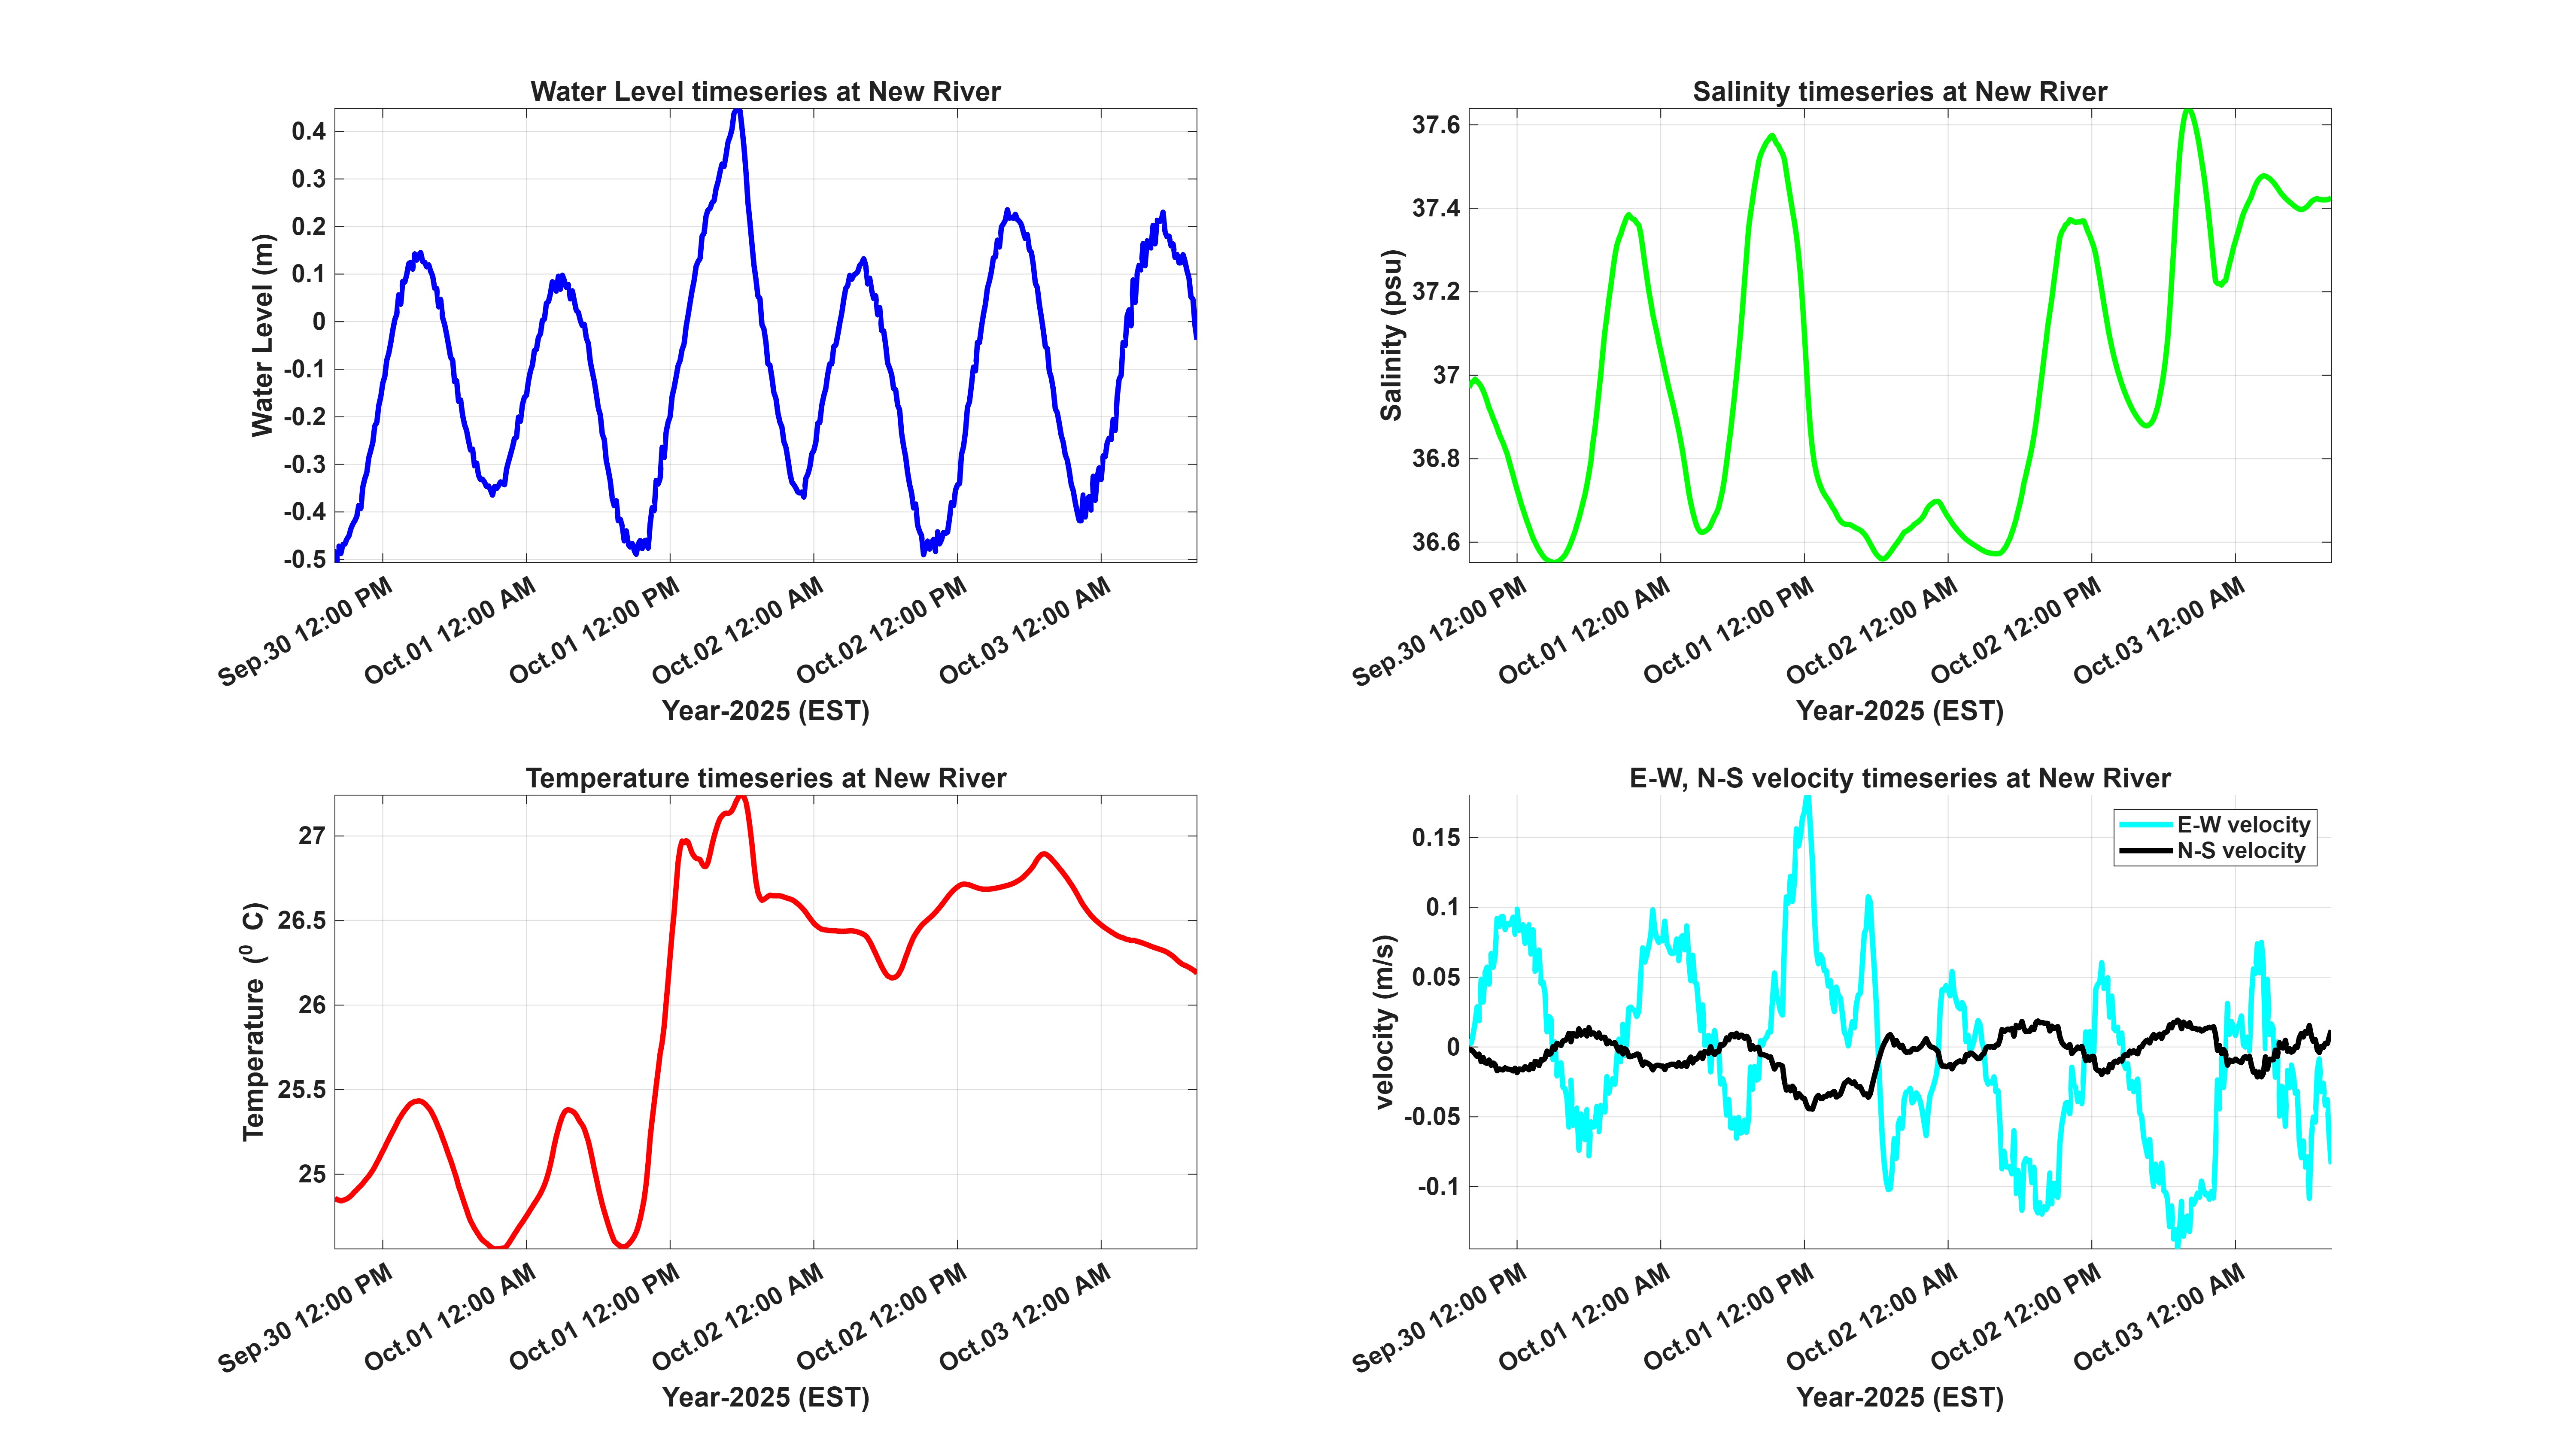 Water Level timeseries at New River
Water Level (m)
0.4
0.3
0.2
0.1
0
-0.1
-0.2
-0.3
-0.4
-0.5
Sep.30 12:00 PM
Oct.01 12:00 AM
Oct.01 12:00 PM
Oct.02 12:00 AM
Oct.02 12:00 PM
Oct.03 12:00 AM
Year-2025 (EST)
Salinity timeseries at New River
Salinity (psu)
37.6
37.4
37.2
37
36.8
36.6
Sep.30 12:00 PM
Oct.01 12:00 AM
Oct.01 12:00 PM
Oct.02 12:00 AM
Oct.02 12:00 PM
Oct.03 12:00 AM
Year-2025 (EST)
Temperature timeseries at New River
Temperature (⁰ C)
27
26.5
26
25.5
25
Sep.30 12:00 PM
Oct.01 12:00 AM
Oct.01 12:00 PM
Oct.02 12:00 AM
Oct.02 12:00 PM
Oct.03 12:00 AM
Year-2025 (EST)
E-W, N-S velocity timeseries at New River
velocity (m/s)
0.15
0.1
0.05
0
-0.05
-0.1
E-W velocity
N-S velocity
Sep.30 12:00 PM
Oct.01 12:00 AM
Oct.01 12:00 PM
Oct.02 12:00 AM
Oct.02 12:00 PM
Oct.03 12:00 AM
Year-2025 (EST)